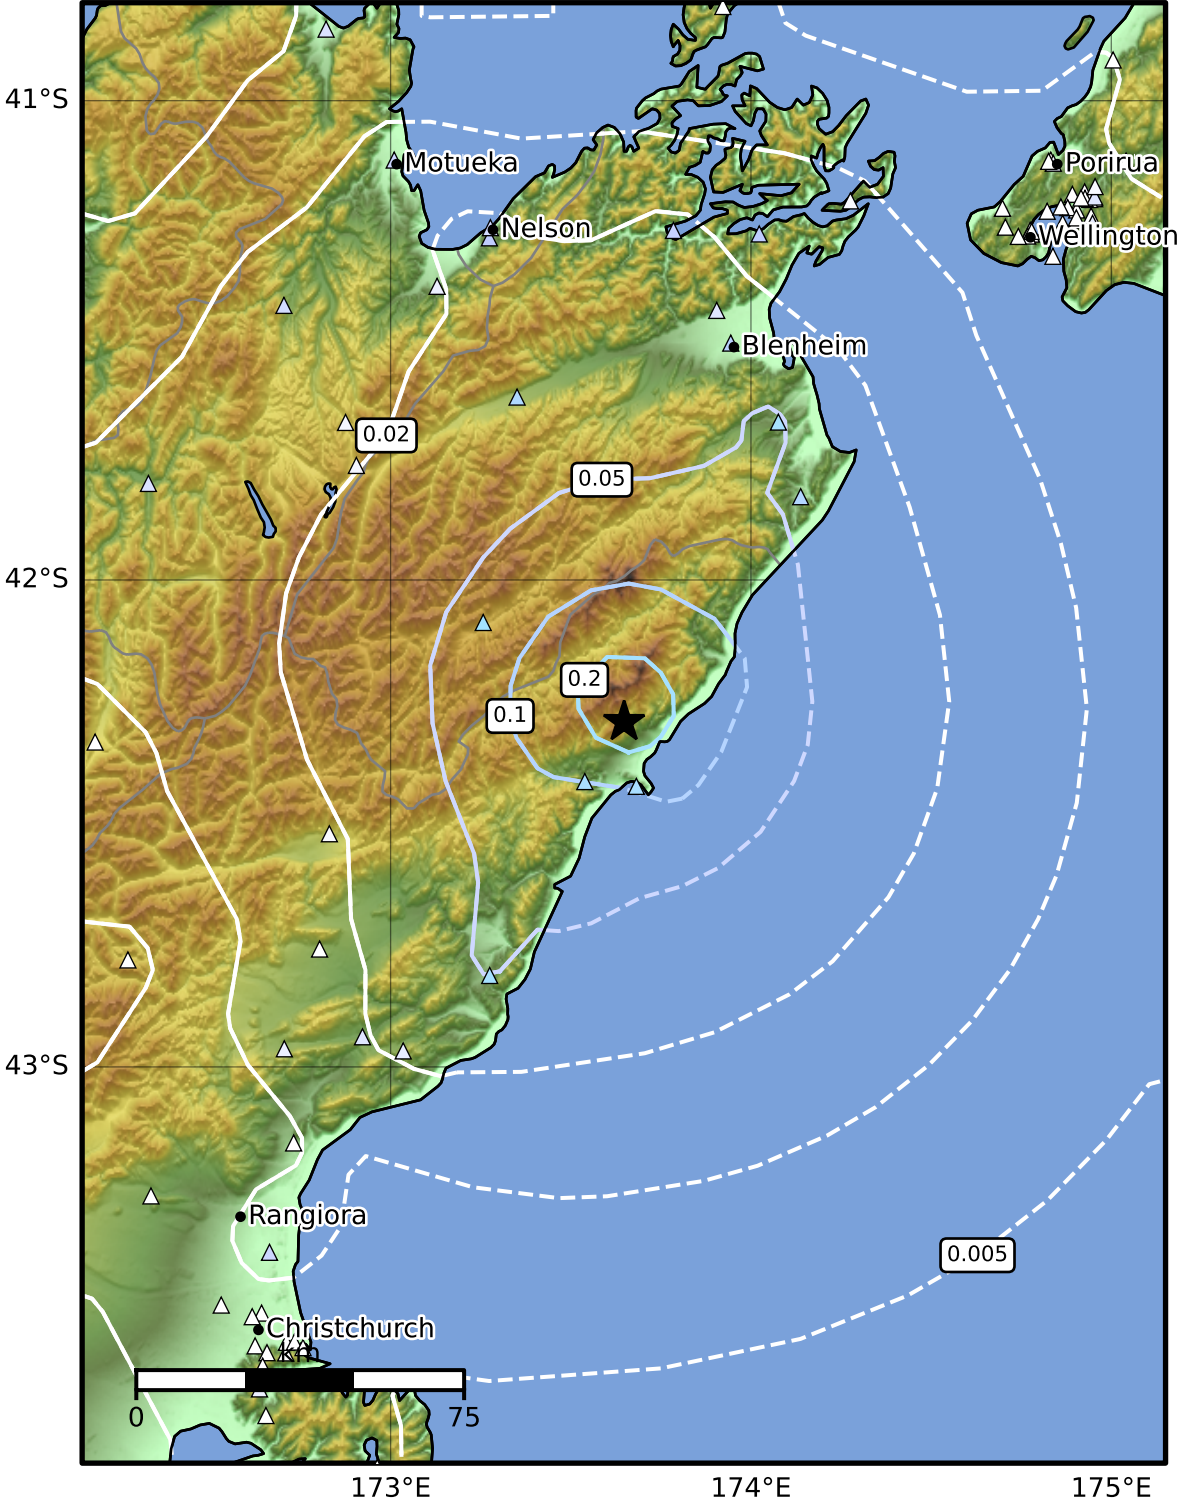 41°S
Motueka
Porirua
Nelson
Wellington
Blenheim
0.02
0.05
42°S
0.2
0.1
43°S
Rangiora
0.005
Christchurch
km
0
75
173°E
174°E
175°E